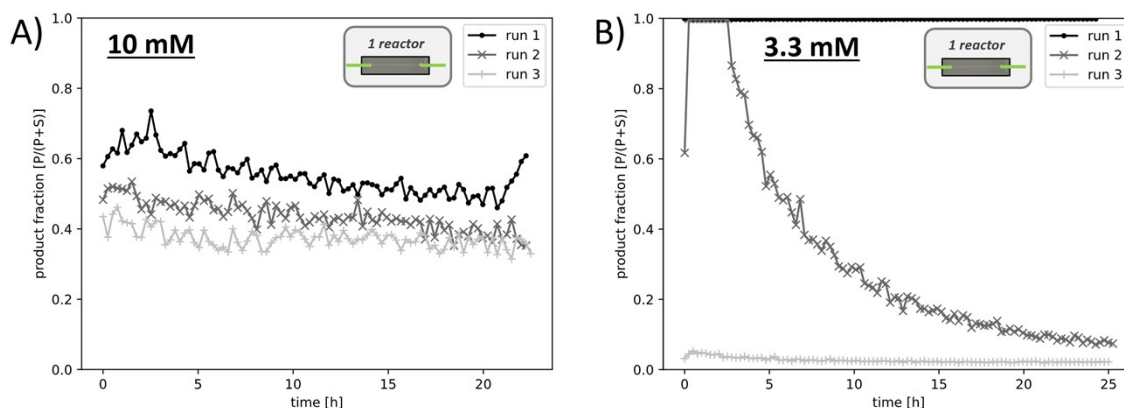 A)
10 mM
1 reactor
run 1
run 2
run 3
product fraction [P/(P+S)]
1.0
0.8
0.6
0.4
0.2
0.0
0
5
10
15
20
time [h]
B)
3.3 mM
1 reactor
run 1
run 2
run 3
product fraction [P/(P+S)]
1.0
0.8
0.6
0.4
0.2
0.0
0
5
10
15
20
25
time [h]